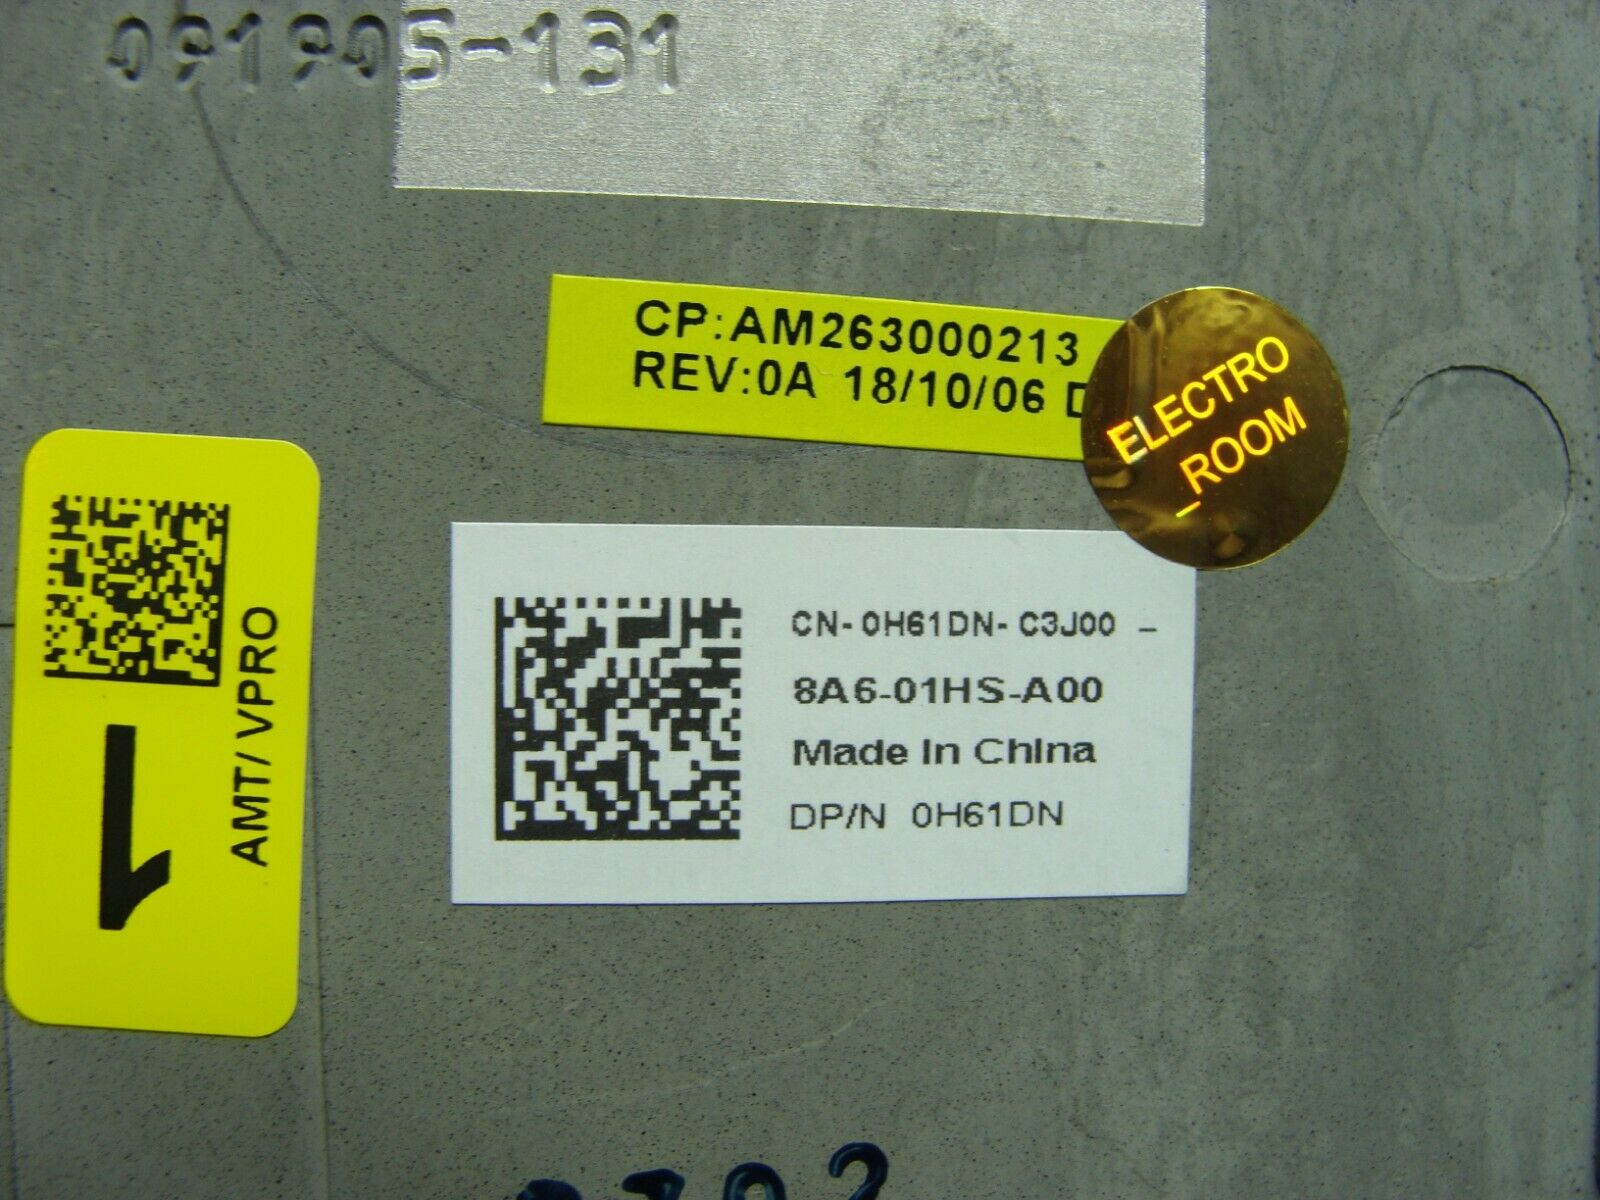 091905-131
CP:AM263000213
REV:0A 18/10/06
ELECTRO
_ROOM
1
AMT/VPRO
CN-0H61DN-C3J00 -
8A6-01HS-A00
Made In China
DP/N 0H61DN